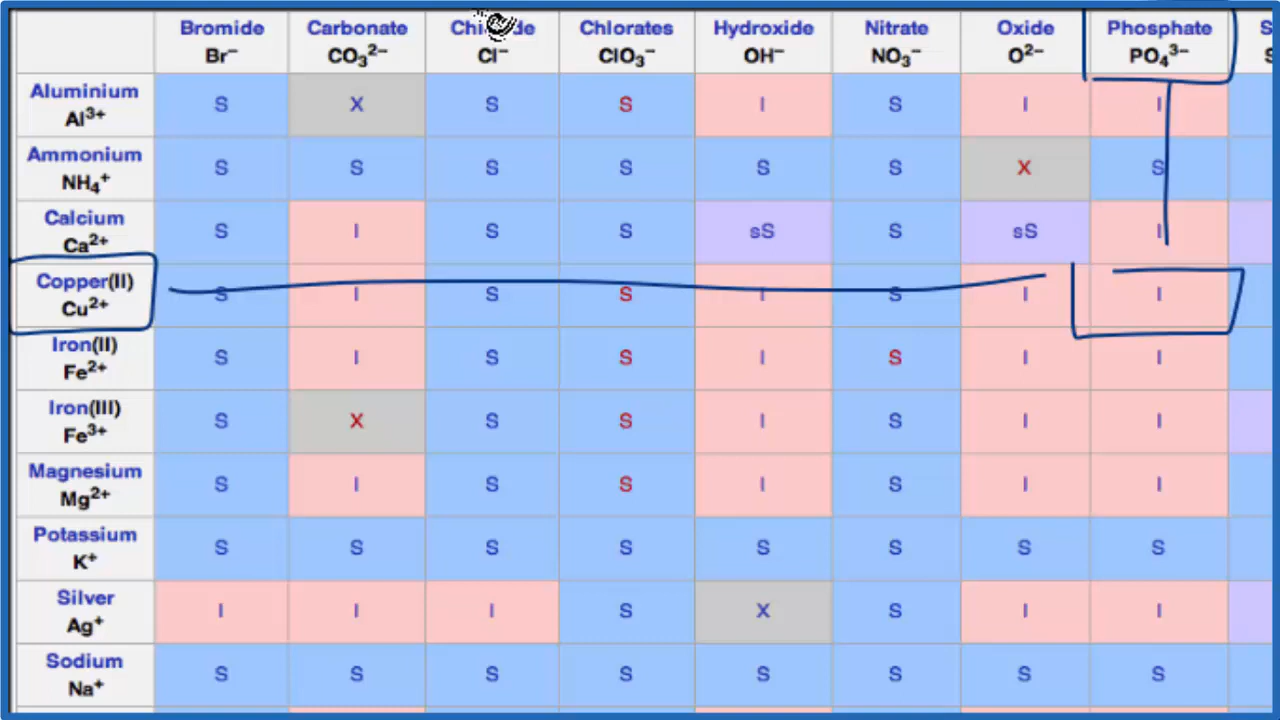 Bromide Carbonate Chloride Chlorates Hydroxide Nitrate Oxide Phosphate S
Br⁻ CO₃²⁻ Cl⁻ ClO₃⁻ OH⁻ NO₃⁻ O²⁻ PO₄³⁻ S
Aluminium
Al³⁺ S X S S I S I I
Ammonium
NH₄⁺ S S S S S S X S
Calcium
Ca²⁺ S I S S sS S sS I
Copper(II)
Cu²⁺ S I S S I S I I
Iron(II)
Fe²⁺ S I S S I S I I
Iron(III)
Fe³⁺ S X S S I S I I
Magnesium
Mg²⁺ S I S S I S I I
Potassium
K⁺ S S S S S S S S
Silver
Ag⁺ I I I S X S I I
Sodium
Na⁺ S S S S S S S S